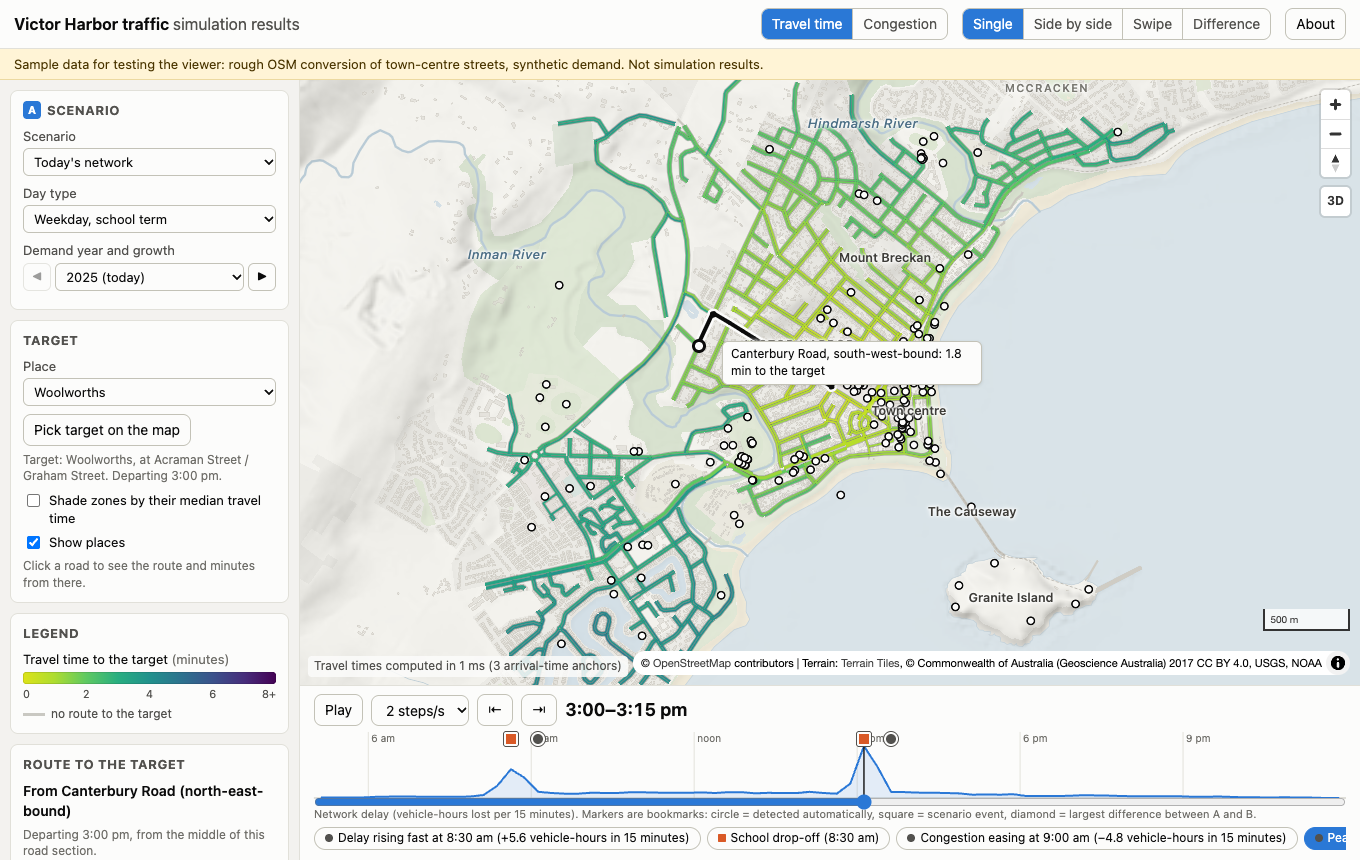 Victor Harbor traffic simulation results
Travel time
Congestion
Single
Side by side
Swipe
Difference
About
Sample data for testing the viewer: rough OSM conversion of town-centre streets, synthetic demand. Not simulation results.
A SCENARIO
Scenario
Today's network
Day type
Weekday, school term
Demand year and growth
2025 (today)
TARGET
Place
Woolworths
Pick target on the map
Target: Woolworths, at Acraman Street /
Graham Street. Departing 3:00 pm.
Shade zones by their median travel
time
Show places
Click a road to see the route and minutes
from there.
LEGEND
Travel time to the target (minutes)
0 2 4 6 8+
no route to the target
ROUTE TO THE TARGET
From Canterbury Road (north-east-
bound)
Departing 3:00 pm, from the middle of this
road section.
MCCRACKEN
Hindmarsh River
Inman River
Mount Breckan
Canterbury Road, south-west-bound: 1.8
min to the target
Town centre
The Causeway
Granite Island
3D
500 m
Travel times computed in 1 ms (3 arrival-time anchors)
© OpenStreetMap contributors | Terrain: Terrain Tiles, © Commonwealth of Australia (Geoscience Australia) 2017 CC BY 4.0, USGS, NOAA
Play
2 steps/s
3:00–3:15 pm
6 am
am
noon
pm
6 pm
9 pm
Network delay (vehicle-hours lost per 15 minutes). Markers are bookmarks: circle = detected automatically, square = scenario event, diamond = largest difference between A and B.
Delay rising fast at 8:30 am (+5.6 vehicle-hours in 15 minutes)
School drop-off (8:30 am)
Congestion easing at 9:00 am (−4.8 vehicle-hours in 15 minutes)
Pea